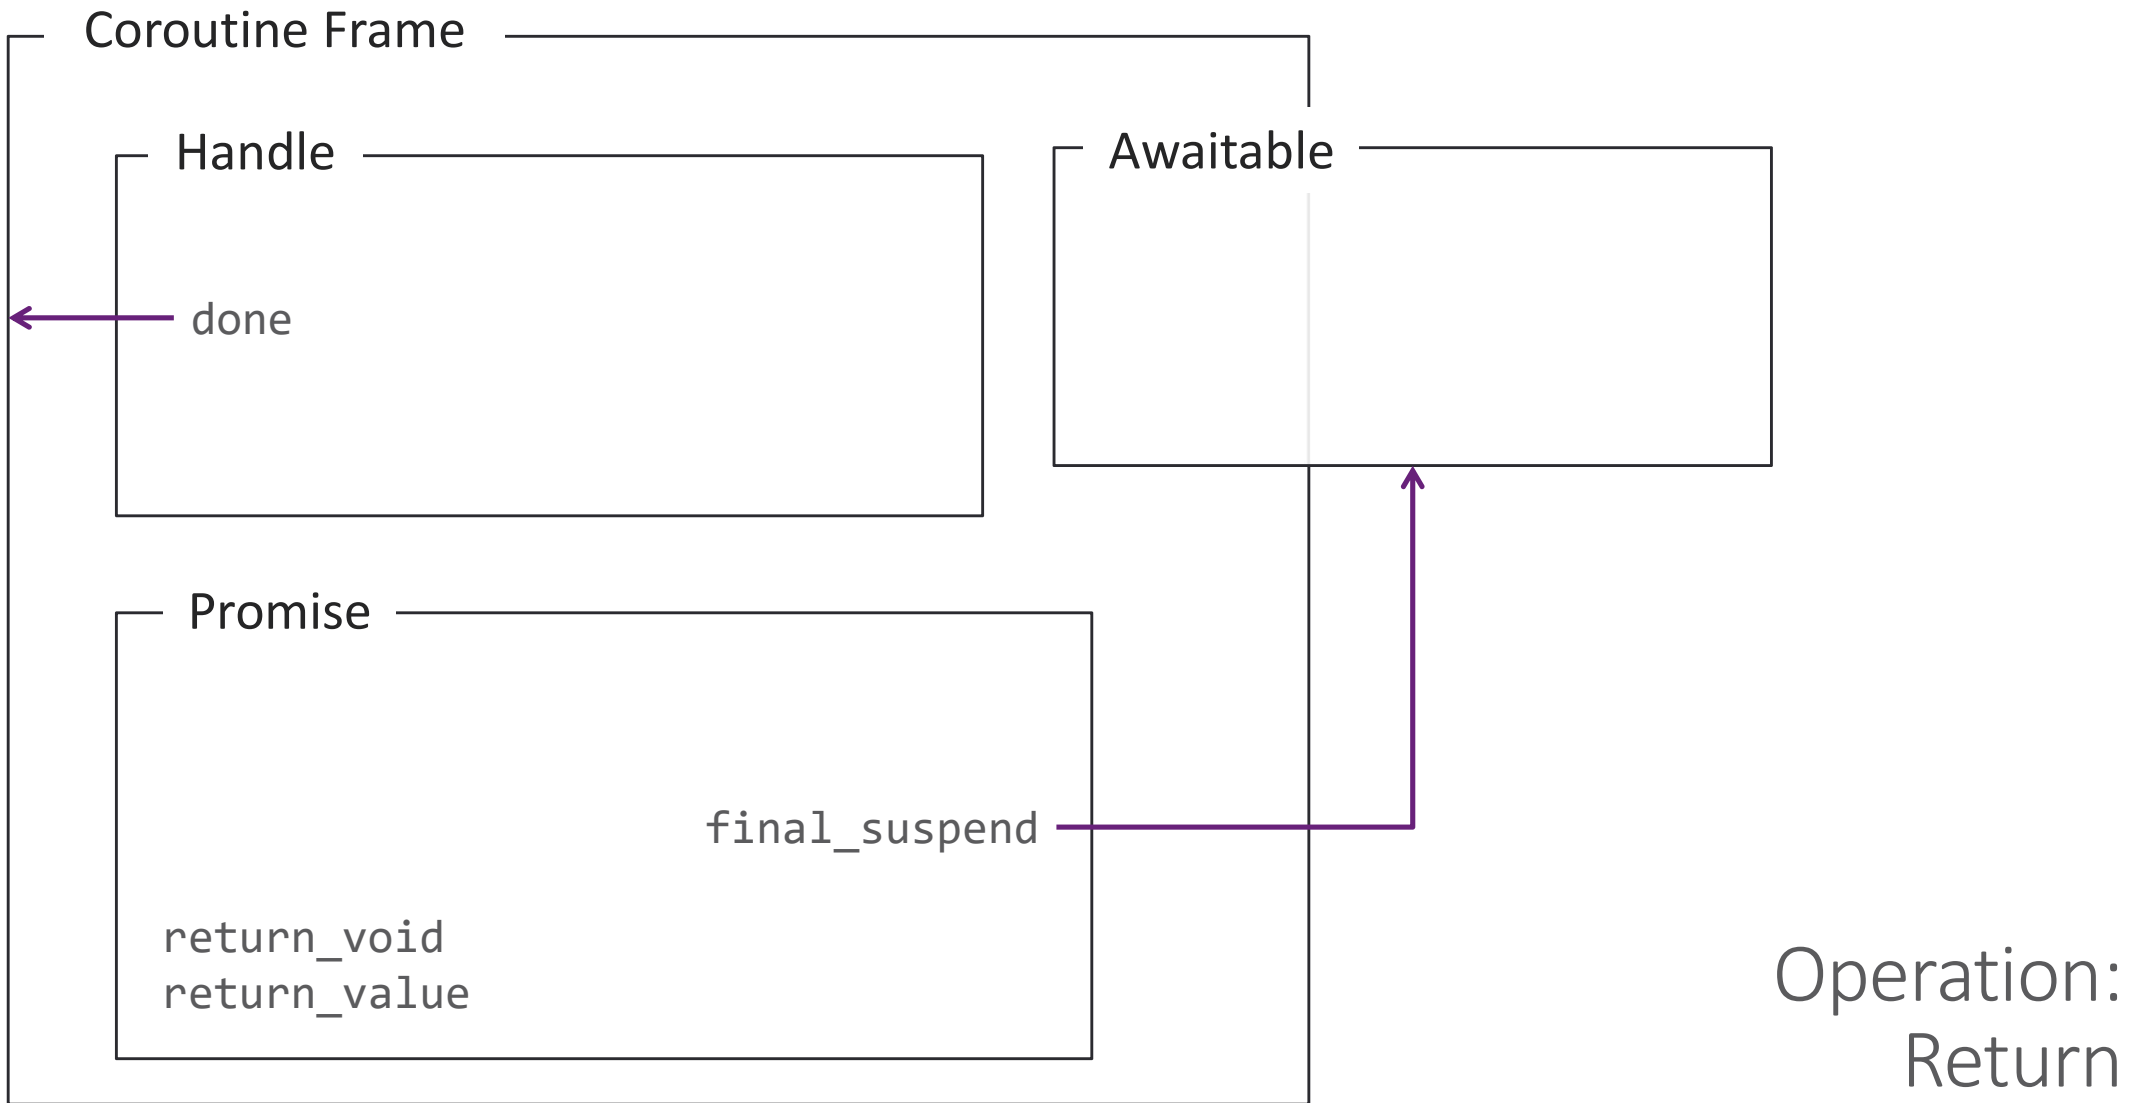 Coroutine Frame
Handle
Awaitable
done
Promise
final_suspend
return_void
return_value
Operation:
Return